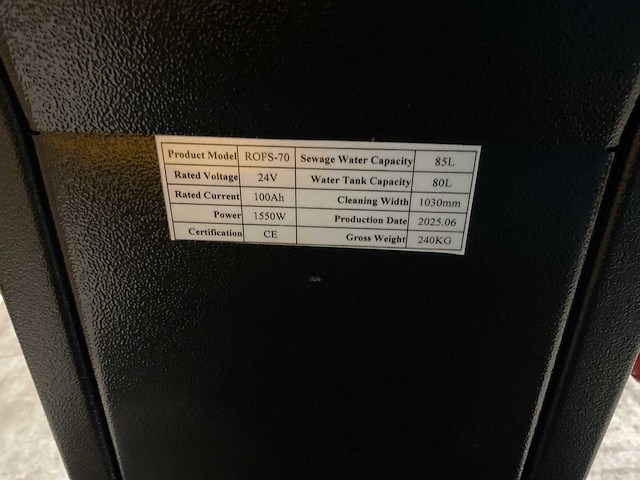 Product Model ROFS-70 Sewage Water Capacity 85L
Rated Voltage 24V Water Tank Capacity 80L
Rated Current 100Ah Cleaning Width 1030mm
Power 1550W Production Date 2025.06
Certification CE Gross Weight 240KG